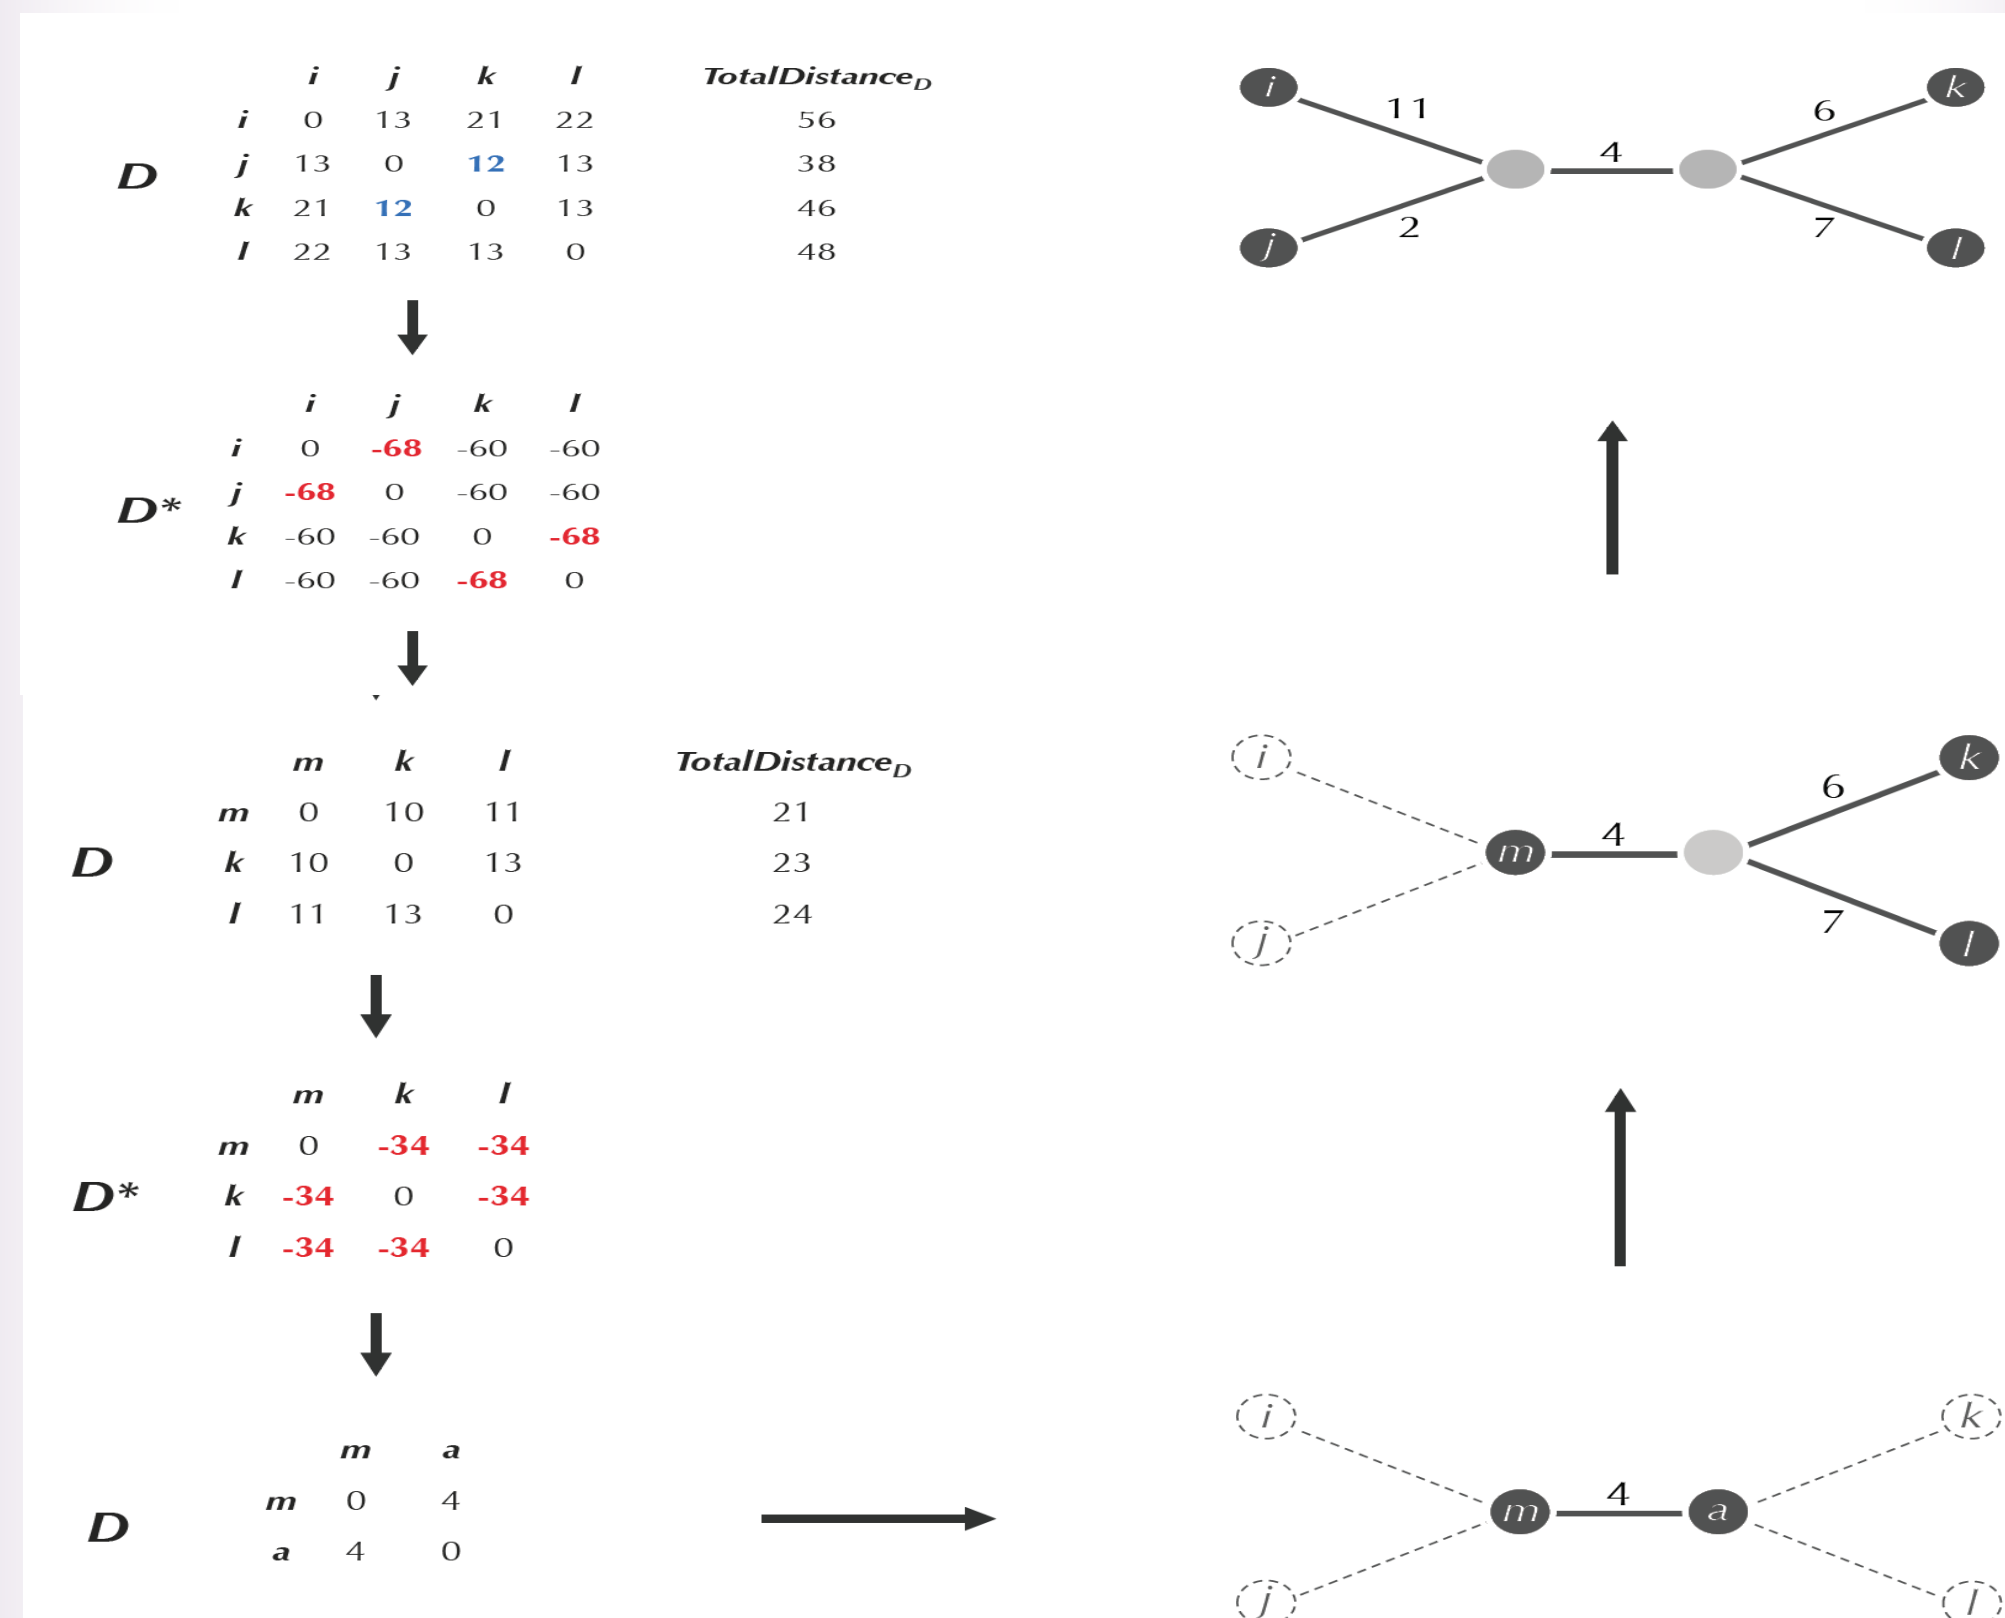 i j k l TotalDistance_D
i 0 13 21 22 56
D
j 13 0 12 13 38
k 21 12 0 13 46
l 22 13 13 0 48
i j k l
i 0 -68 -60 -60
j -68 0 -60 -60
D*
k -60 -60 0 -68
l -60 -60 -68 0
m k l TotalDistance_D
m 0 10 11 21
D
k 10 0 13 23
l 11 13 0 24
m k l
m 0 -34 -34
D*
k -34 0 -34
l -34 -34 0
m a
m 0 4
D
a 4 0
i 11 6 k
4
j 2 7 l
i 6 k
m 4
j 7 l
i k
m 4 a
j l